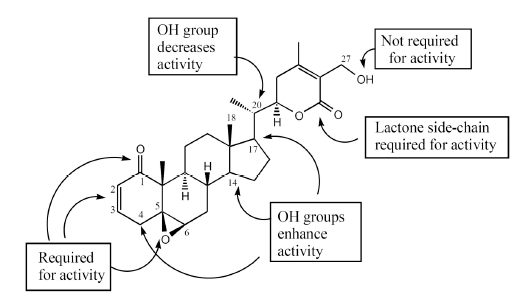 OH group
decreases
activity
Not required
for activity
27
OH
20
O
O
H
Lactone side-chain
required for activity
18
17
O
1
H
H
14
2
3
4
5
6
O
OH groups
enhance
activity
Required
for activity